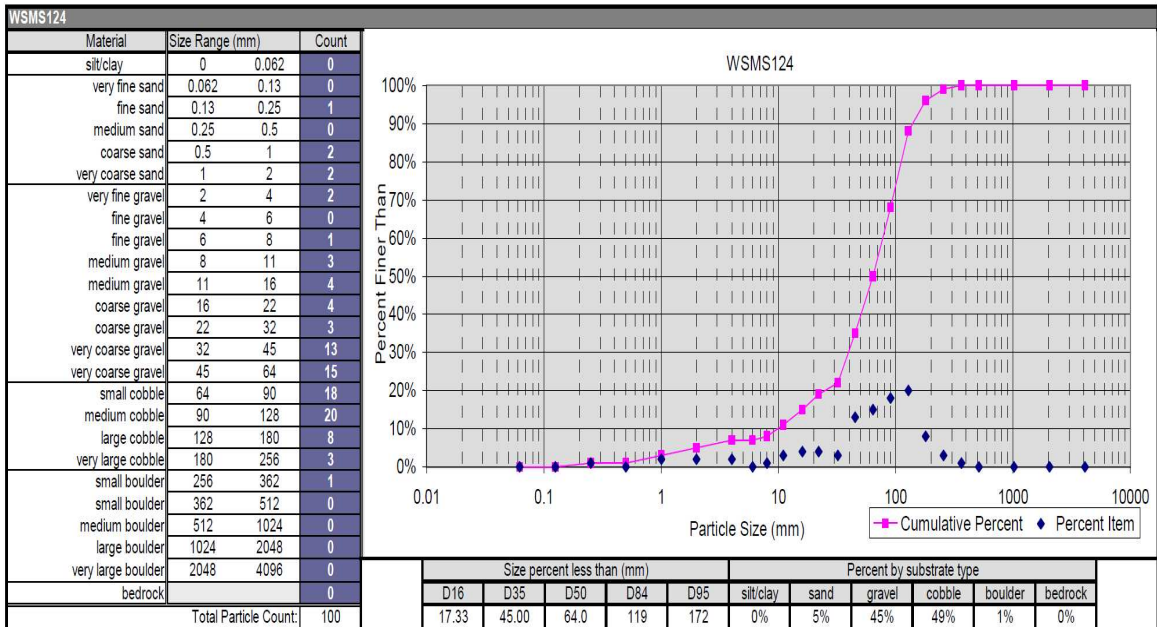 WSMS124
Material Size Range (mm) Count
silt/clay 0 0.062 0
very fine sand 0.062 0.13 0
fine sand 0.13 0.25 1
medium sand 0.25 0.5 0
coarse sand 0.5 1 2
very coarse sand 1 2 2
very fine gravel 2 4 2
fine gravel 4 6 0
fine gravel 6 8 1
medium gravel 8 11 3
medium gravel 11 16 4
coarse gravel 16 22 4
coarse gravel 22 32 3
very coarse gravel 32 45 13
very coarse gravel 45 64 15
small cobble 64 90 18
medium cobble 90 128 20
large cobble 128 180 8
very large cobble 180 256 3
small boulder 256 362 1
small boulder 362 512 0
medium boulder 512 1024 0
large boulder 1024 2048 0
very large boulder 2048 4096 0
bedrock 0
Total Particle Count: 100
WSMS124
Percent Finer Than
100%
90%
80%
70%
60%
50%
40%
30%
20%
10%
0%
0.01 0.1 1 10 100 1000 10000
Particle Size (mm)
Cumulative Percent Percent Item
Size percent less than (mm) Percent by substrate type
D16 D35 D50 D84 D95 silt/clay sand gravel cobble boulder bedrock
17.33 45.00 64.0 119 172 0% 5% 45% 49% 1% 0%